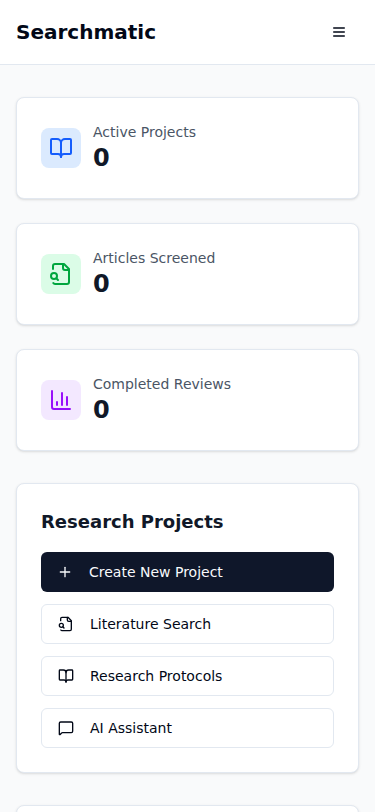 Searchmatic
Active Projects
0
Articles Screened
0
Completed Reviews
0
Research Projects
Create New Project
Literature Search
Research Protocols
AI Assistant